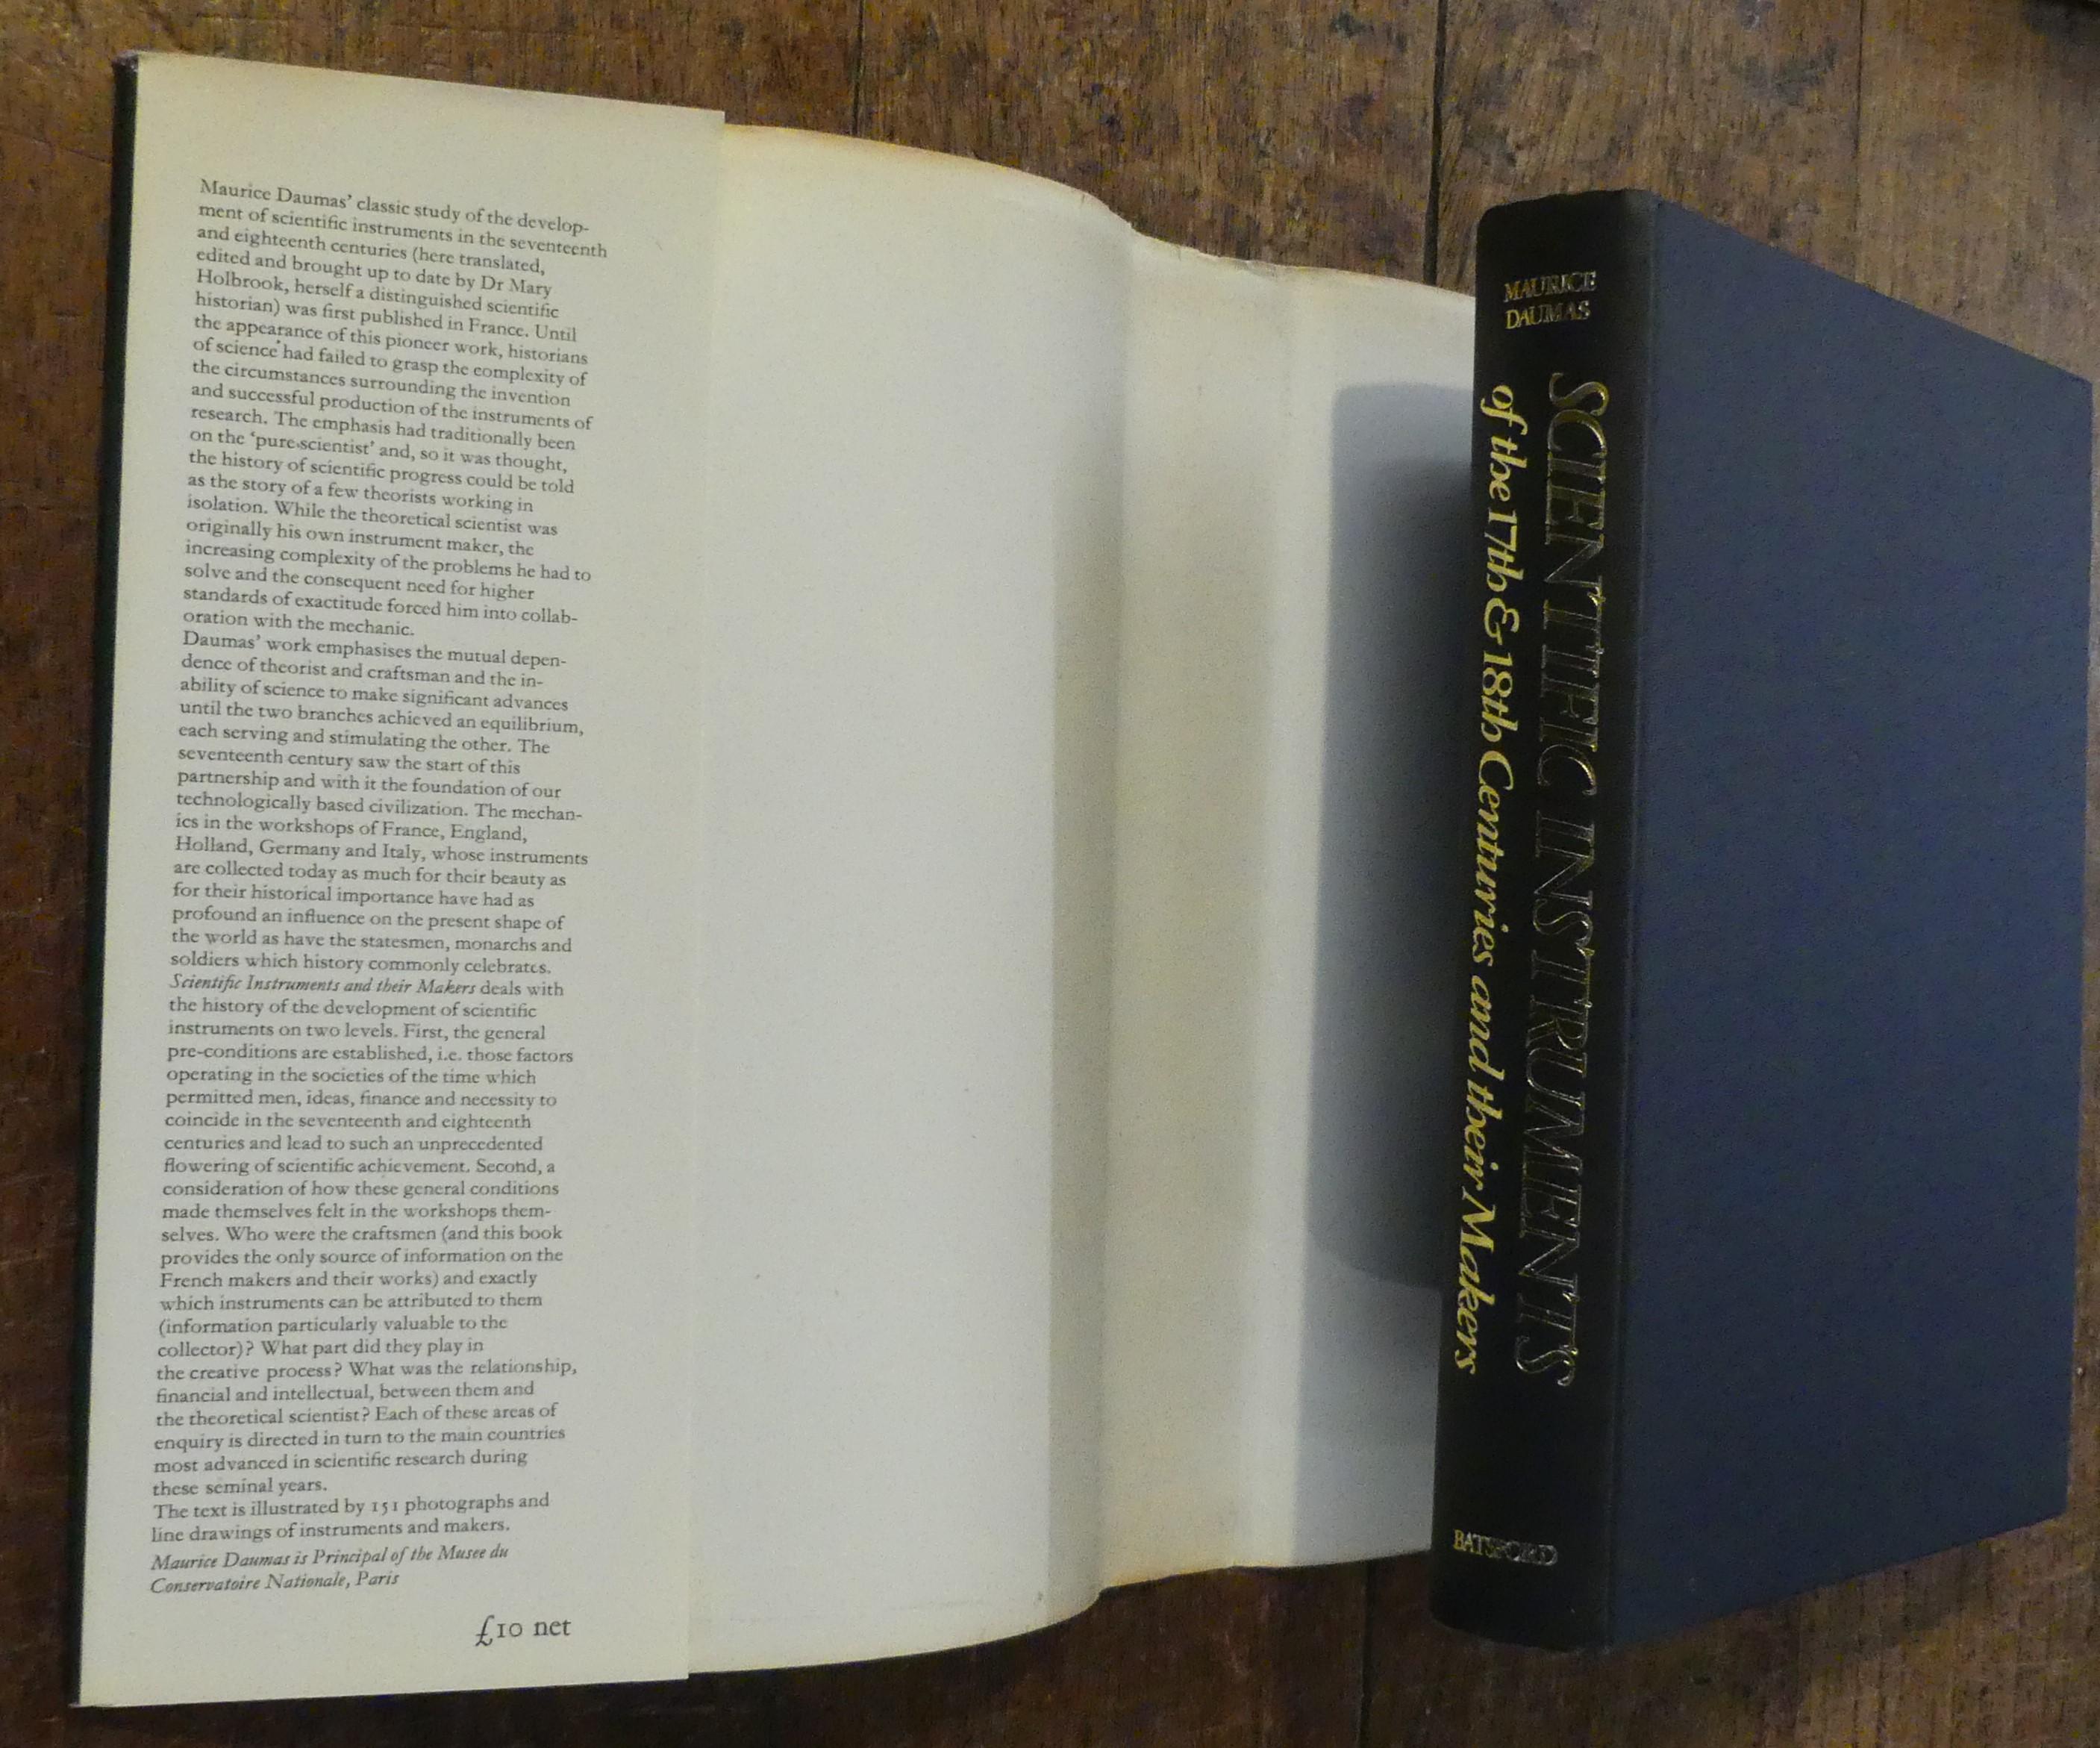 Maurice Daumas' classic study of the develop-
ment of scientific instruments in the seventeenth
and eighteenth centuries (here translated,
edited and brought up to date by Dr Mary
Holbrook, herself a distinguished scientific
historian) was first published in France. Until
the appearance of this pioneer work, historians
of science had failed to grasp the complexity of
the circumstances surrounding the invention
and successful production of the instruments of
research. The emphasis had traditionally been
on the 'pure scientist' and, so it was thought,
the history of scientific progress could be told
as the story of a few theorists working in
isolation. While the theoretical scientist was
originally his own instrument maker, the
increasing complexity of the problems he had to
solve and the consequent need for higher
standards of exactitude forced him into collab-
oration with the mechanic.
Daumas' work emphasises the mutual depen-
dence of theorist and craftsman and the in-
ability of science to make significant advances
until the two branches achieved an equilibrium,
each serving and stimulating the other. The
seventeenth century saw the start of this
partnership and with it the foundation of our
technologically based civilization. The mechan-
ics in the workshops of France, England,
Holland, Germany and Italy, whose instruments
are collected today as much for their beauty as
for their historical importance have had as
profound an influence on the present shape of
the world as have the statesmen, monarchs and
soldiers which history commonly celebrates.
Scientific Instruments and their Makers deals with
the history of the development of scientific
instruments on two levels. First, the general
pre-conditions are established, i.e. those factors
operating in the societies of the time which
permitted men, ideas, finance and necessity to
coincide in the seventeenth and eighteenth
centuries and lead to such an unprecedented
flowering of scientific achievement. Second, a
consideration of how these general conditions
made themselves felt in the workshops them-
selves. Who were the craftsmen (and this book
provides the only source of information on the
French makers and their works) and exactly
which instruments can be attributed to them
(information particularly valuable to the
collector)? What part did they play in
the creative process? What was the relationship,
financial and intellectual, between them and
the theoretical scientist? Each of these areas of
enquiry is directed in turn to the main countries
most advanced in scientific research during
these seminal years.
The text is illustrated by 151 photographs and
line drawings of instruments and makers.
Maurice Daumas is Principal of the Musee du
Conservatoire Nationale, Paris
£10 net
MAURICE
DAUMAS
SCIENTIFIC INSTRUMENTS
of the 17th & 18th Centuries and their Makers
BATSFORD